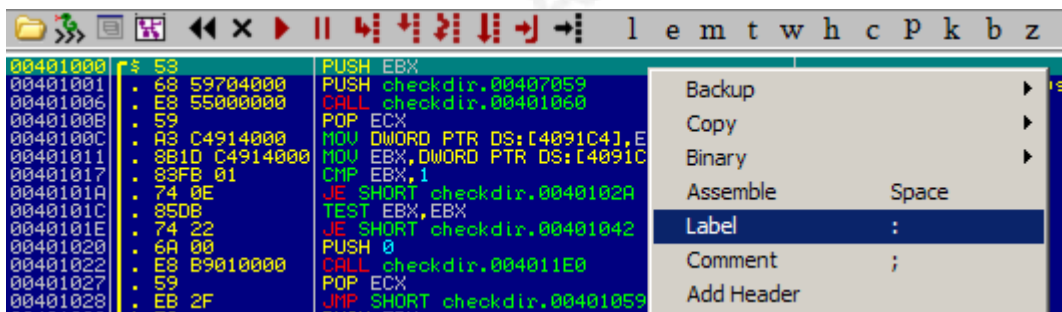 l e m t w h c P k b z
00401000 $ 53 PUSH EBX
00401001 . 68 59704000 PUSH checkdir.00407059
00401006 . E8 55000000 CALL checkdir.00401060
0040100B . 59 POP ECX
0040100C . A3 C4914000 MOV DWORD PTR DS:[4091C4],E
00401011 . 8B1D C4914000 MOV EBX,DWORD PTR DS:[4091C
00401017 . 83FB 01 CMP EBX,1
0040101A . 74 0E JE SHORT checkdir.0040102A
0040101C . 85DB TEST EBX,EBX
0040101E . 74 22 JE SHORT checkdir.00401042
00401020 . 6A 00 PUSH 0
00401022 . E8 B9010000 CALL checkdir.004011E0
00401027 . 59 POP ECX
00401028 . EB 2F JMP SHORT checkdir.00401059
Backup
Copy
Binary
Assemble Space
Label :
Comment ;
Add Header